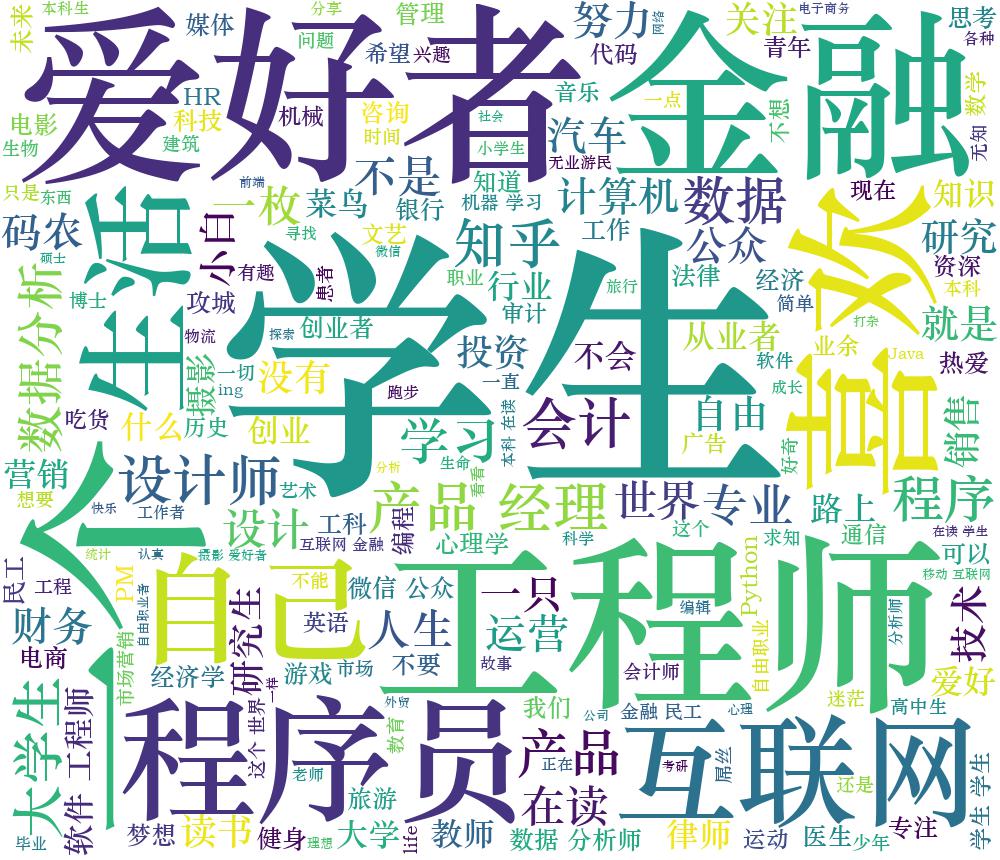 未来
本科生
媒体
分享
问题
管理
希望
兴趣
努力
代码
网络
关注
青年
电子商务
思考
各种
爱好者
金融
HR
电影
科技
生物
建筑
机械
咨询
时间
音乐
社会
小学生
汽车
无业游民
一点
不想
数学
无知
只是
东西
前端
不是
知道
机器 学习
计算机
数据
现在
知识
码农
硕士
生活
一枚
小白
菜鸟
寻找
银行
文艺
微信
知乎
工作
公众
喜欢
研究
资深
本科
博士
有趣
患者
职业
行业
旅行
法律
经济
简单
攻城
物流
探索
创业者
审计
从业者
打杂
就是
数据分析
摄影
一切
ing
没有
跑步
学生
投资
一直
不会
软件
业余
Java
热爱
吃货
成长
什么
历史
创业
学习
本科 在读
会计
自由
广告
好奇
销售
营销
想要
设计师
分析
生命
看看
艺术
快乐
工作者
产品 经理
世界
专业
路上
程序
一个
设计
工科
编程
心理学
科学
这个
求知
通信
在读 学生
统计
认真
摄影 爱好者
互联网 金融
可以
移动 互联网
民工
工程
PM
自由职业者
自己
不能
微信 公众
一只
工程师
编辑
Python
自由职业
分析师
技术
财务
研究生
英语
人生
运营
电商
市场营销
经济学
游戏
市场
不要
故事
会计师
爱好
大学生
软件 工程师
这个 世界
一样
外贸
我们
公司
金融 民工
心理
迷茫
高中生
程序员
教育
产品
互联网
老师
正在
考研
屌丝
旅游
在读
还是
毕业
梦想
读书
健身
理想
大学
life
教师
数据 分析师
律师
运动
医生
少年
专注
学生 学生